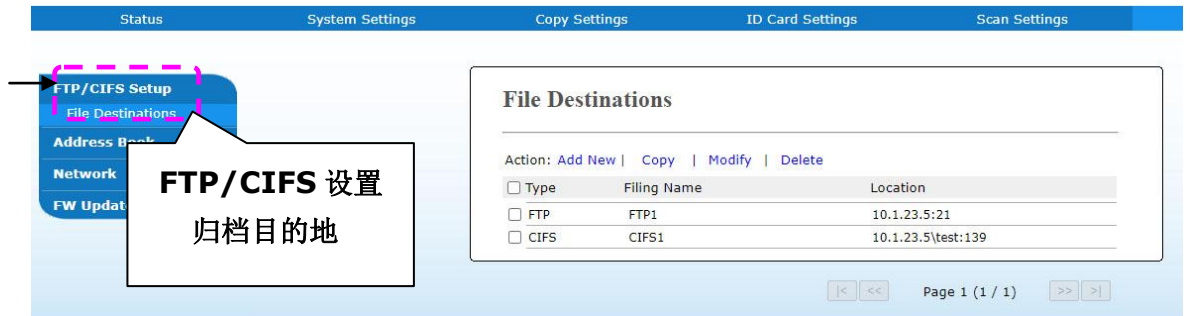 Status System Settings Copy Settings ID Card Settings Scan Settings
FTP/CIFS Setup
File Destinations
Address Book
Network
FW Updat
FTP/CIFS 设置
归档目的地
File Destinations
Action: Add New | Copy | Modify | Delete
Type Filing Name Location
FTP FTP1 10.1.23.5:21
CIFS CIFS1 10.1.23.5\test:139
|< << Page 1 (1 / 1) >> >|